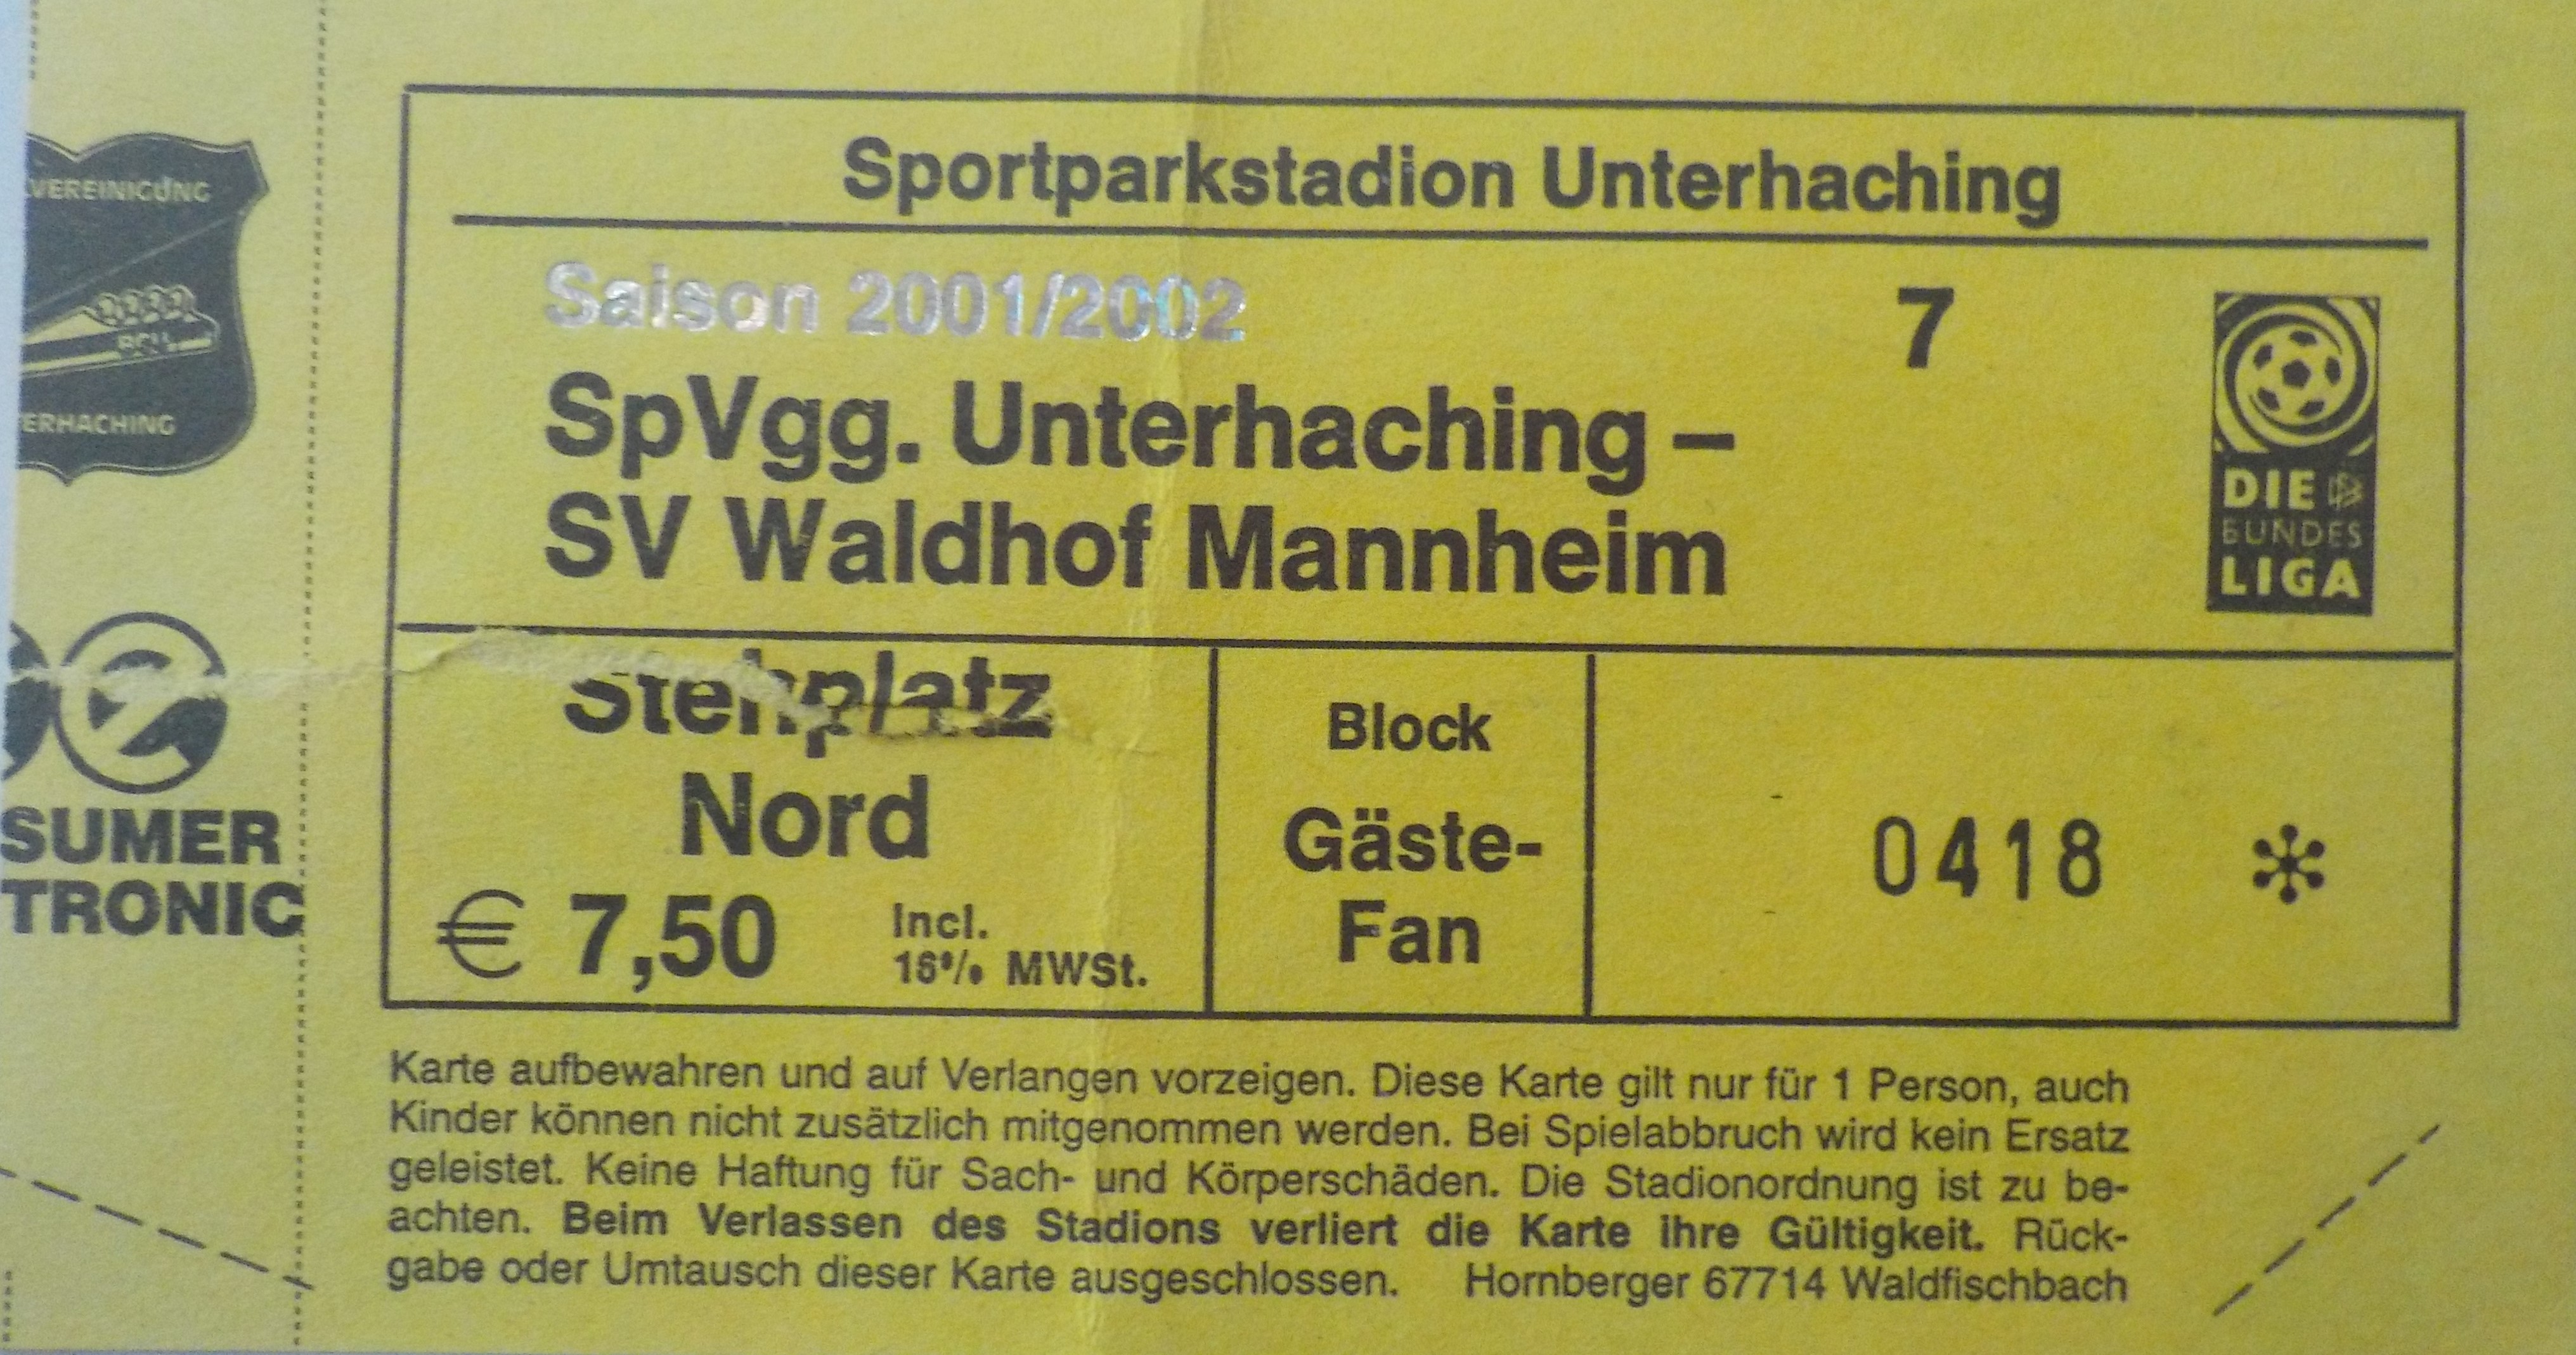 VEREINIGUNG
ERHACHING
SUMER
TRONIC
Sportparkstadion Unterhaching
Saison 2001/2002
7
SpVgg. Unterhaching –
SV Waldhof Mannheim
DIE
BUNDES
LIGA
Stehplatz
Nord
€ 7,50
Incl.
16% MWSt.
Block
Gäste-
Fan
0418 *
Karte aufbewahren und auf Verlangen vorzeigen. Diese Karte gilt nur für 1 Person, auch
Kinder können nicht zusätzlich mitgenommen werden. Bei Spielabbruch wird kein Ersatz
geleistet. Keine Haftung für Sach- und Körperschäden. Die Stadionordnung ist zu be-
achten. Beim Verlassen des Stadions verliert die Karte ihre Gültigkeit. Rück-
gabe oder Umtausch dieser Karte ausgeschlossen. Hornberger 67714 Waldfischbach